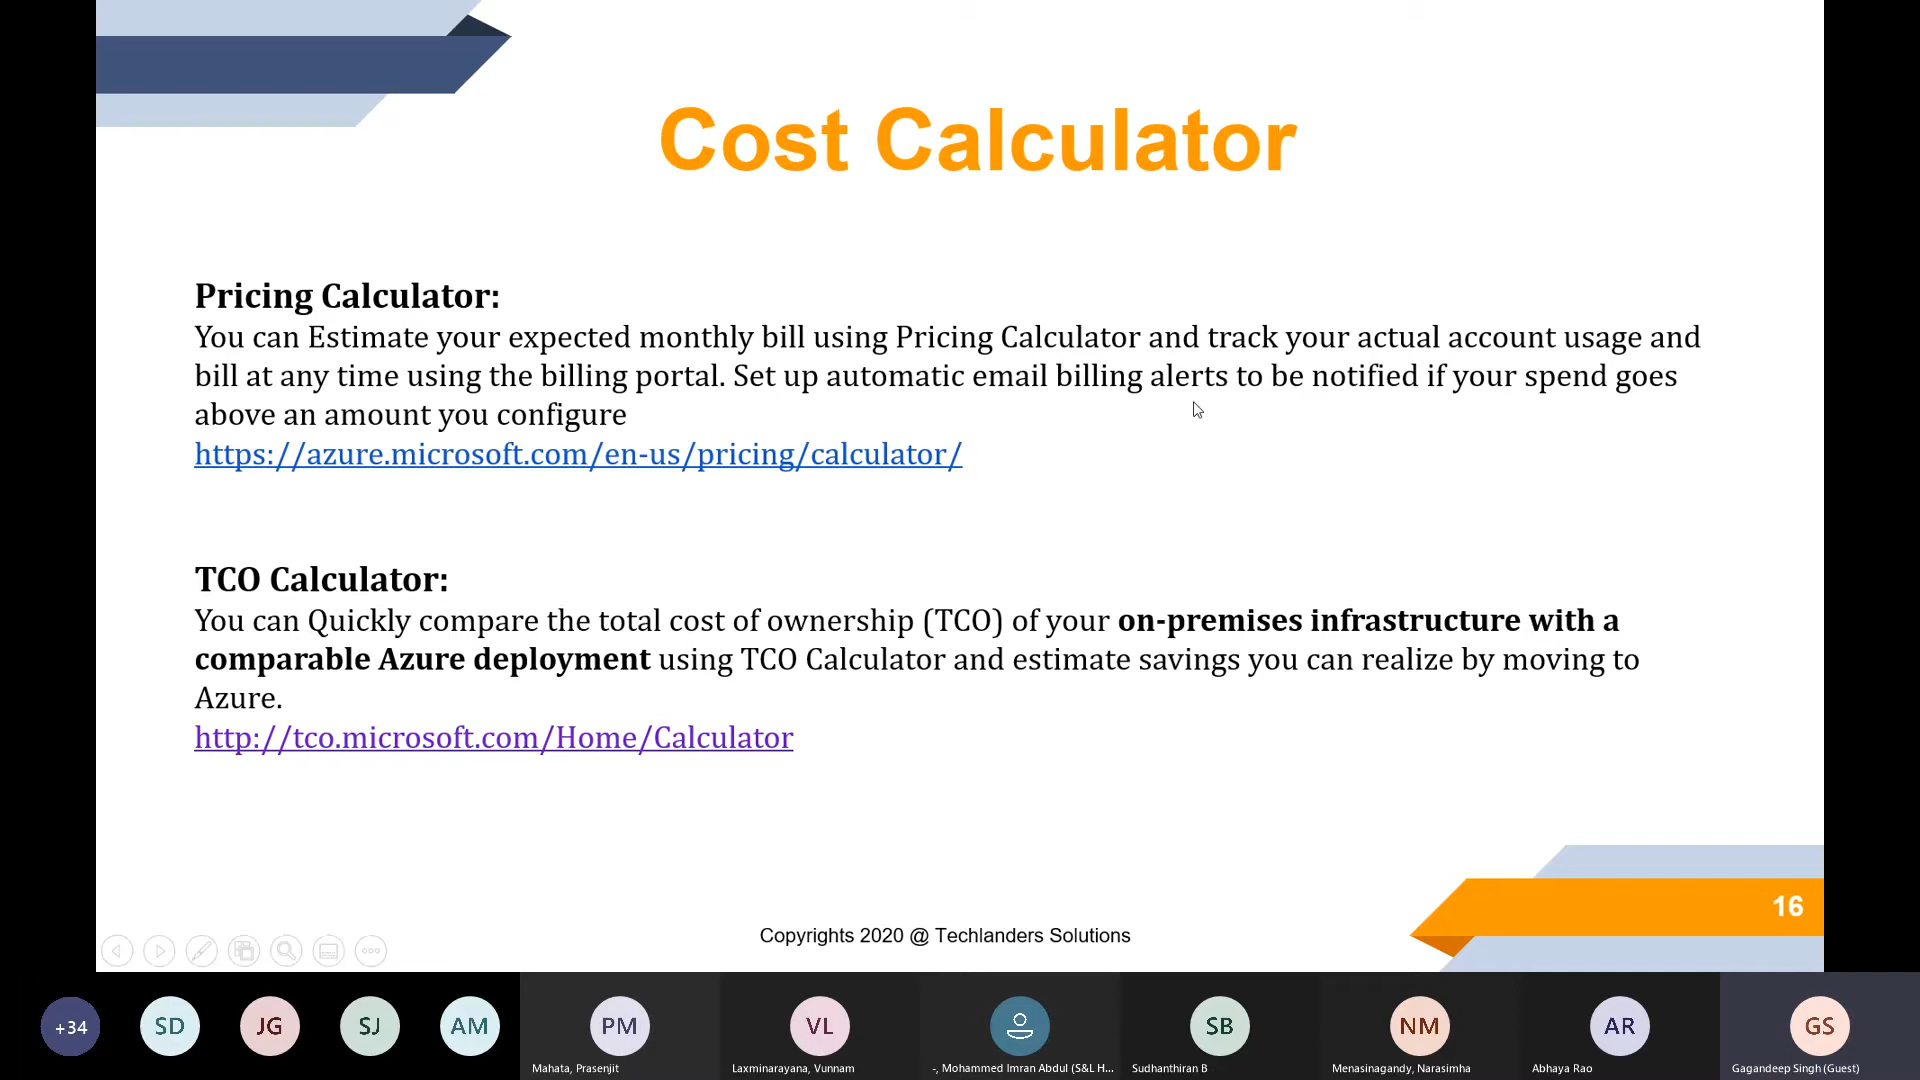 Cost Calculator
Pricing Calculator:
You can Estimate your expected monthly bill using Pricing Calculator and track your actual account usage and
bill at any time using the billing portal. Set up automatic email billing alerts to be notified if your spend goes
above an amount you configure
https://azure.microsoft.com/en-us/pricing/calculator/
TCO Calculator:
You can Quickly compare the total cost of ownership (TCO) of your on-premises infrastructure with a
comparable Azure deployment using TCO Calculator and estimate savings you can realize by moving to
Azure.
http://tco.microsoft.com/Home/Calculator
16
Copyrights 2020 @ Techlanders Solutions
+34 SD JG SJ AM PM VL SB NM AR GS
Mahata, Prasenjit Laxminarayana, Vunnam -, Mohammed Imran Abdul (S&L H... Sudhanthiran B Menasinagandy, Narasimha Abhaya Rao Gagandeep Singh (Guest)